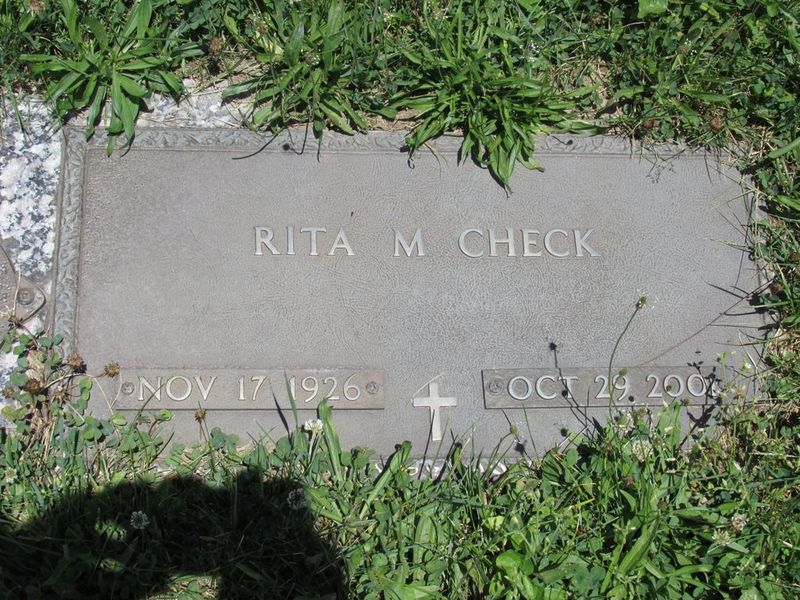 RITA M CHECK
NOV 17 1926
OCT 29